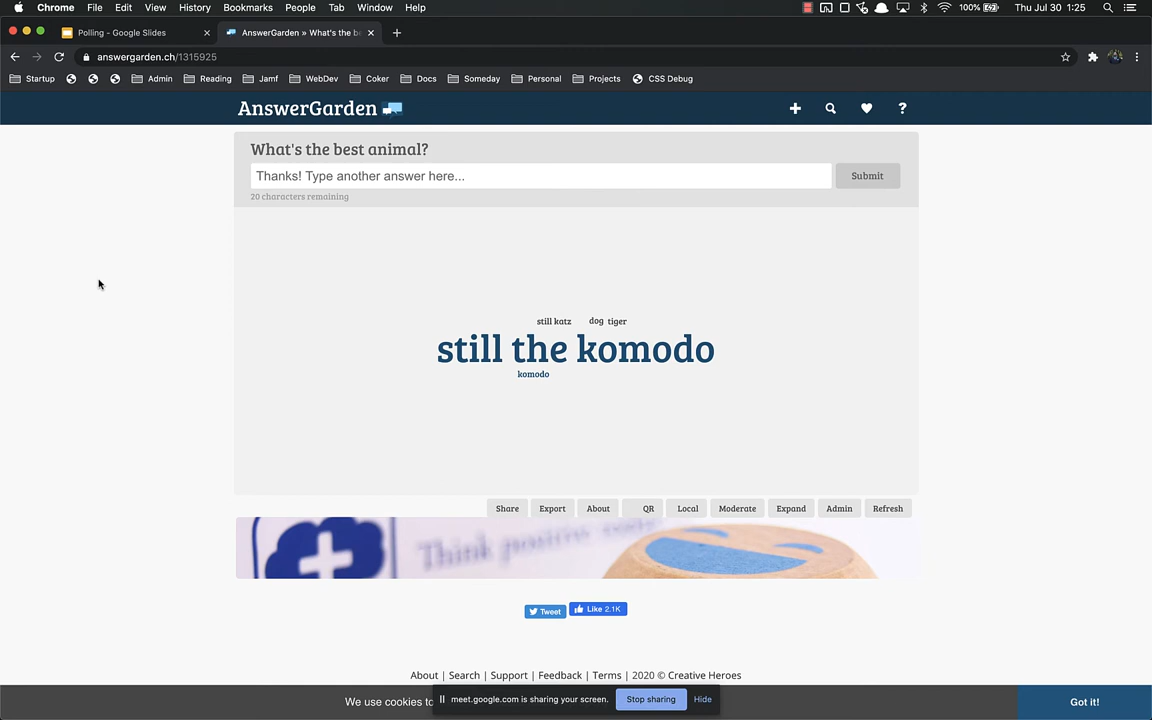 Chrome File Edit View History Bookmarks People Tab Window Help 100% Thu Jul 30 1:25
Polling - Google Slides AnswerGarden » What's the be
answergarden.ch/1315925
Startup Admin Reading Jamf WebDev Coker Docs Someday Personal Projects CSS Debug
AnswerGarden
What's the best animal?
Thanks! Type another answer here... Submit
20 characters remaining
still katz dog tiger
still the komodo
komodo
Share Export About QR Local Moderate Expand Admin Refresh
Think positive
Tweet Like 2.1K
About | Search | Support | Feedback | Terms | 2020 © Creative Heroes
We use cookies to meet.google.com is sharing your screen. Stop sharing Hide Got it!